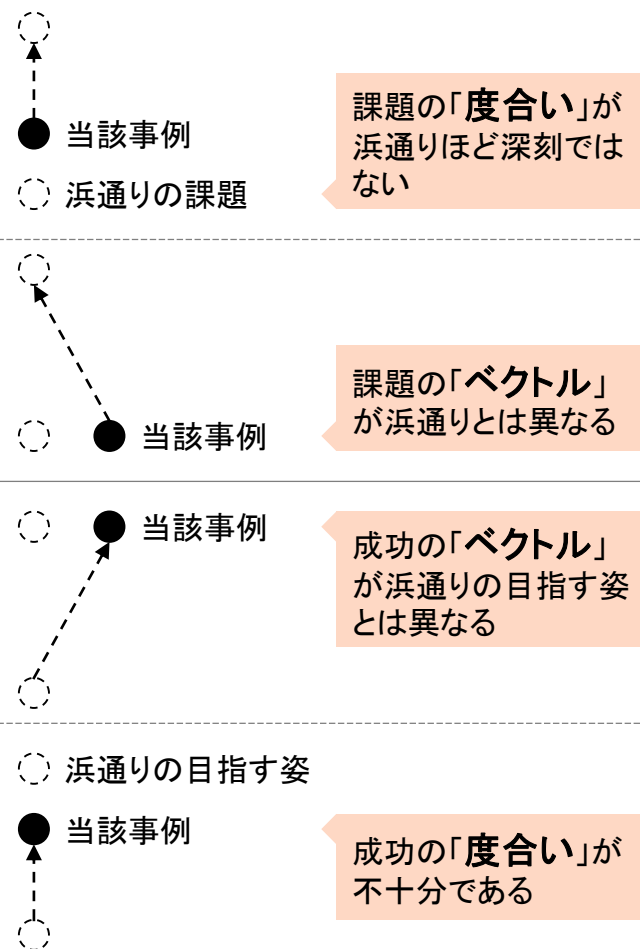 当該事例
浜通りの課題
課題の「度合い」が
浜通りほど深刻では
ない
当該事例
課題の「ベクトル」
が浜通りとは異なる
当該事例
成功の「ベクトル」
が浜通りの目指す姿
とは異なる
浜通りの目指す姿
当該事例
成功の「度合い」が
不十分である